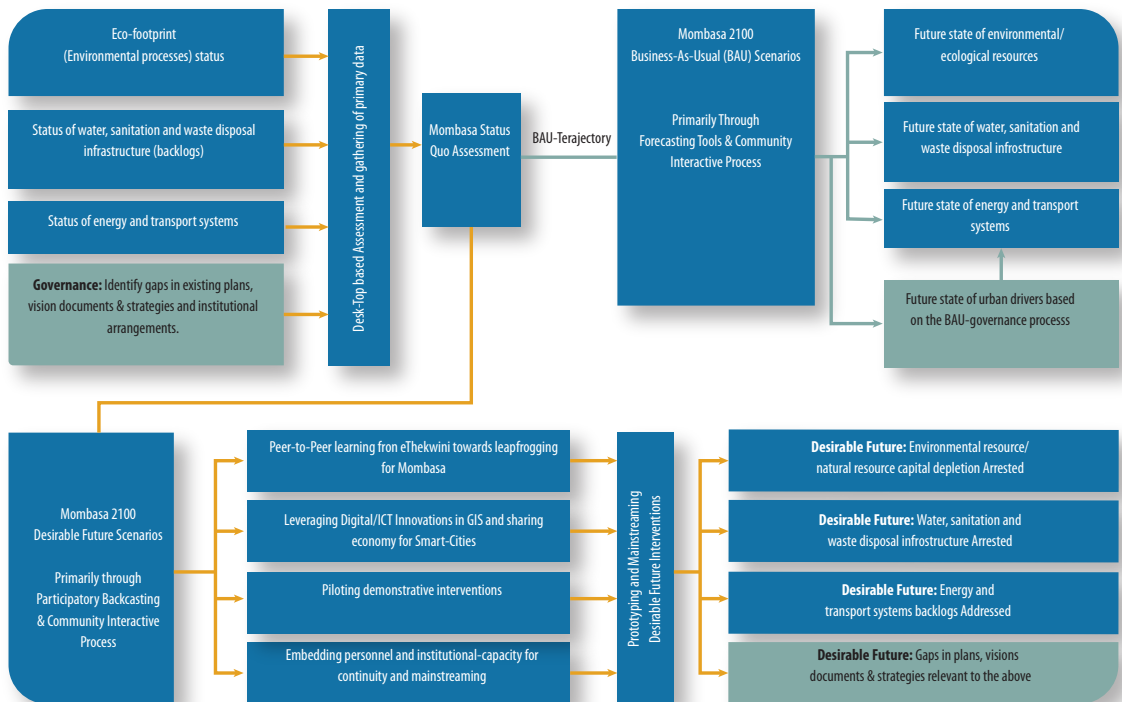 Eco-footprint
(Environmental processes) status
Status of water, sanitation and waste disposal
infrastructure (backlogs)
Status of energy and transport systems
Governance: Identify gaps in existing plans,
vision documents & strategies and institutional
arrangements.
Desk-Top based Assessment and gathering of primary data
Mombasa Status
Quo Assessment
BAU-Terajectory
Mombasa 2100
Business-As-Usual (BAU) Scenarios
Primarily Through
Forecasting Tools & Community
Interactive Process
Future state of environmental/
ecological resources
Future state of water, sanitation and
waste disposal infrostructure
Future state of energy and transport
systems
Future state of urban drivers based
on the BAU-governance processs
Mombasa 2100
Desirable Future Scenarios
Primarily through
Participatory Backcasting
& Community Interactive
Process
Peer-to-Peer learning fron eThekwini towards leapfrogging
for Mombasa
Leveraging Digital/ICT Innovations in GIS and sharing
economy for Smart-Cities
Piloting demonstrative interventions
Embedding personnel and institutional-capacity for
continuity and mainstreaming
Prototyping and Mainstreaming
Desirable Future Interventions
Desirable Future: Environmental resource/
natural resource capital depletion Arrested
Desirable Future: Water, sanitation and
waste disposal infrastructure Arrested
Desirable Future: Energy and
transport systems backlogs Addressed
Desirable Future: Gaps in plans, visions
documents & strategies relevant to the above